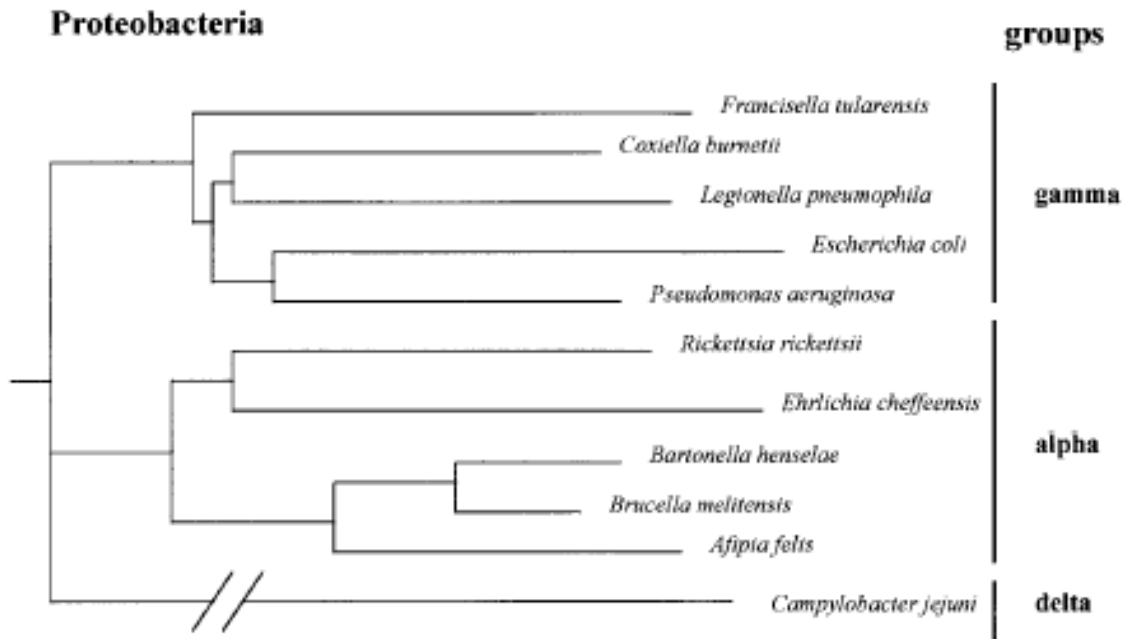 Proteobacteria
groups
Francisella tularensis
Coxiella burnetii
Legionella pneumophila
gamma
Escherichia coli
Pseudomonas aeruginosa
Rickettsia rickettsii
Ehrlichia cheffeensis
Bartonella henselae
alpha
Brucella melitensis
Afipia felis
Campylobacter jejuni
delta